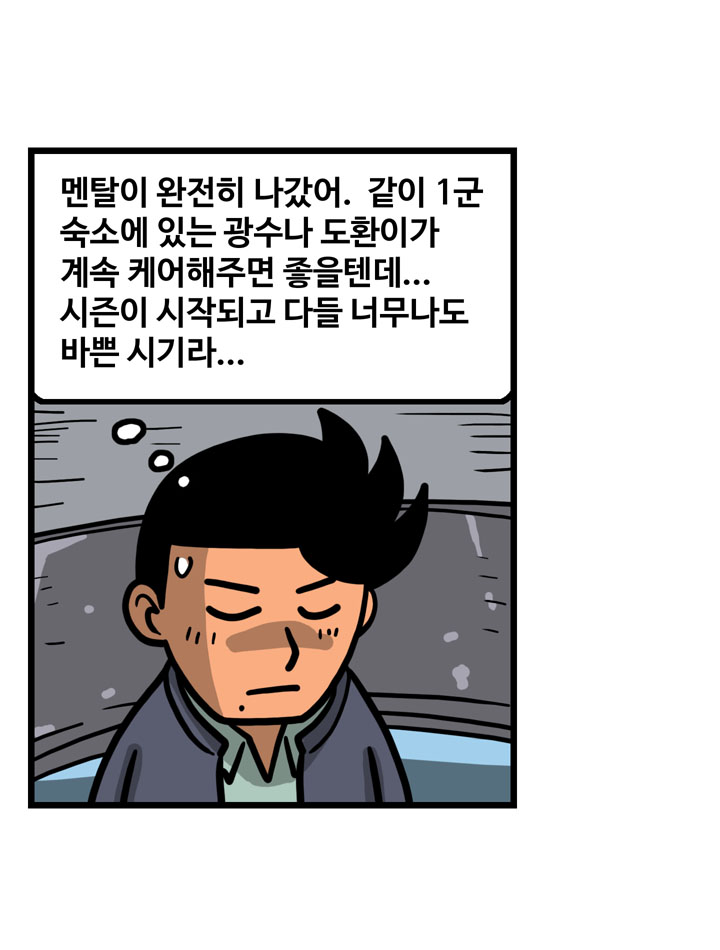 멘탈이 완전히 나갔어. 같이 1군
숙소에 있는 광수나 도환이가
계속 케어해주면 좋을텐데...
시즌이 시작되고 다들 너무나도
바쁜 시기라...